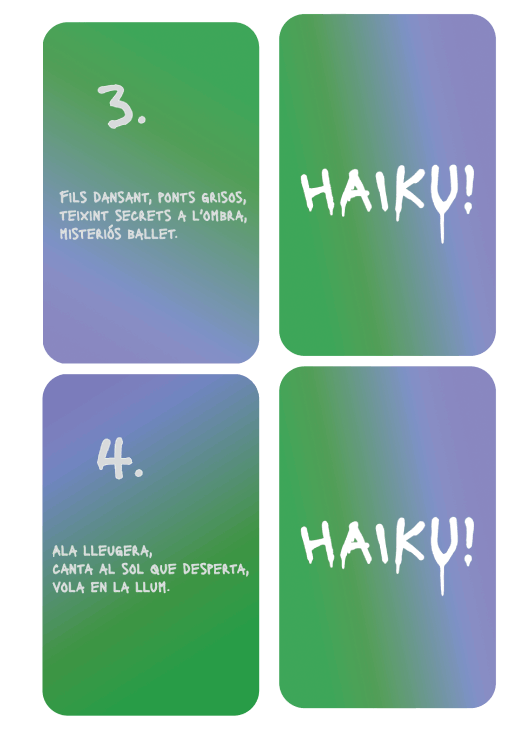 3.
FILS DANSANT, PONTS GRISOS,
TEIXINT SECRETS A L'OMBRA,
MISTERIÓS BALLET.
HAIKU!
4.
ALA LLEUGERA,
CANTA AL SOL QUE DESPERTA,
VOLA EN LA LLUM.
HAIKU!